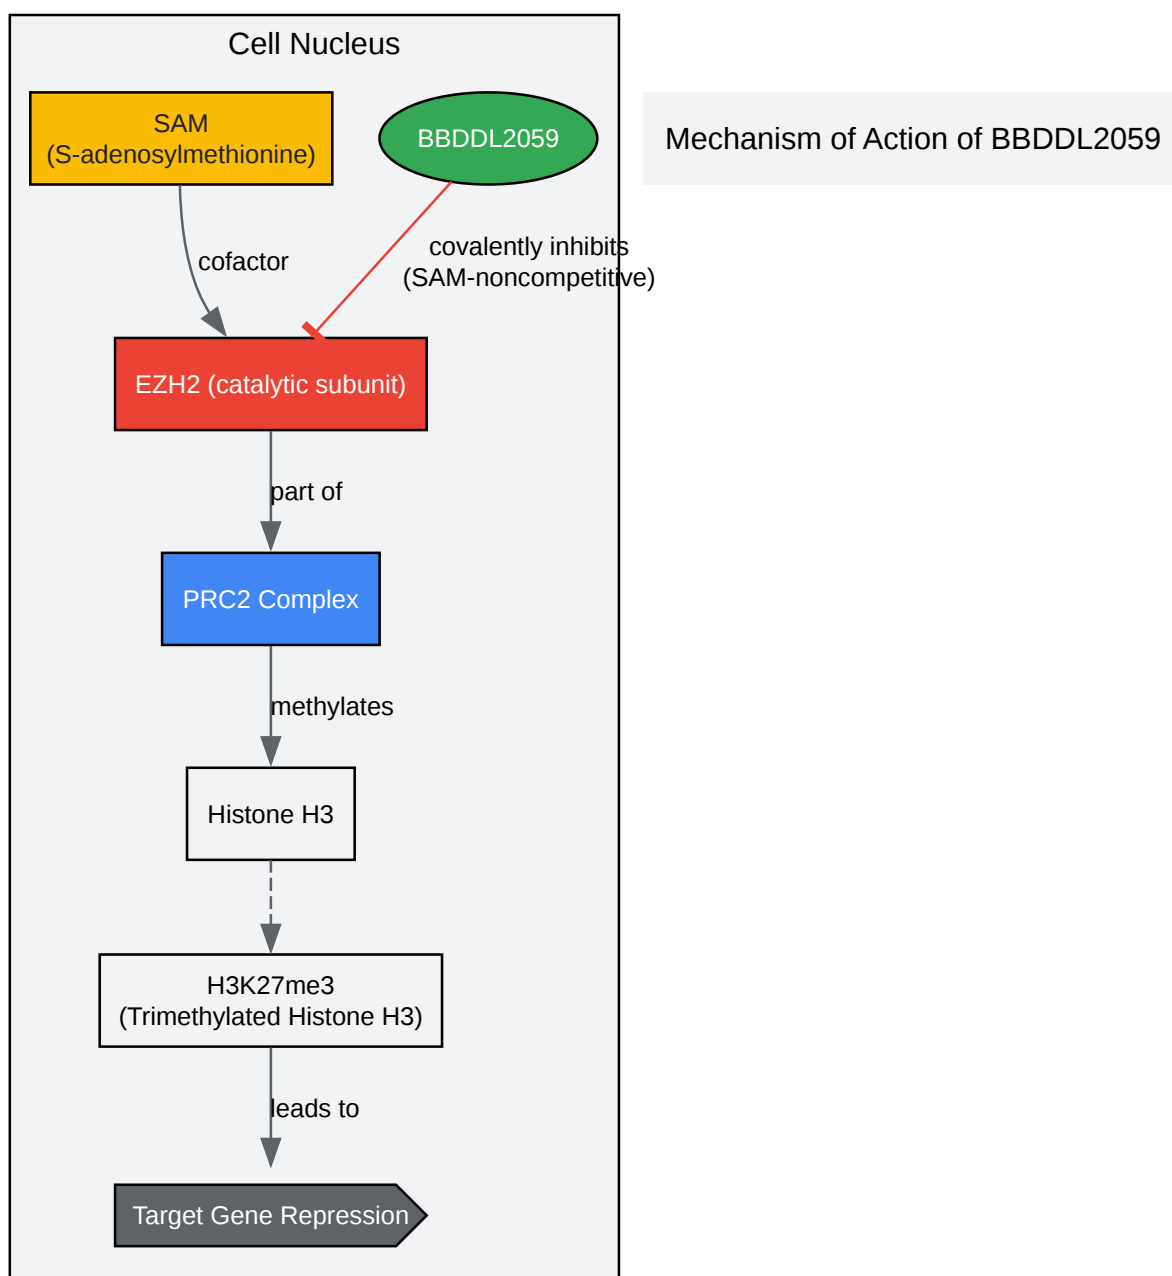 Cell Nucleus
SAM
(S-adenosylmethionine)
BBDDL2059
Mechanism of Action of BBDDL2059
cofactor
covalently inhibits
(SAM-noncompetitive)
EZH2 (catalytic subunit)
part of
PRC2 Complex
methylates
Histone H3
H3K27me3
(Trimethylated Histone H3)
leads to
Target Gene Repression